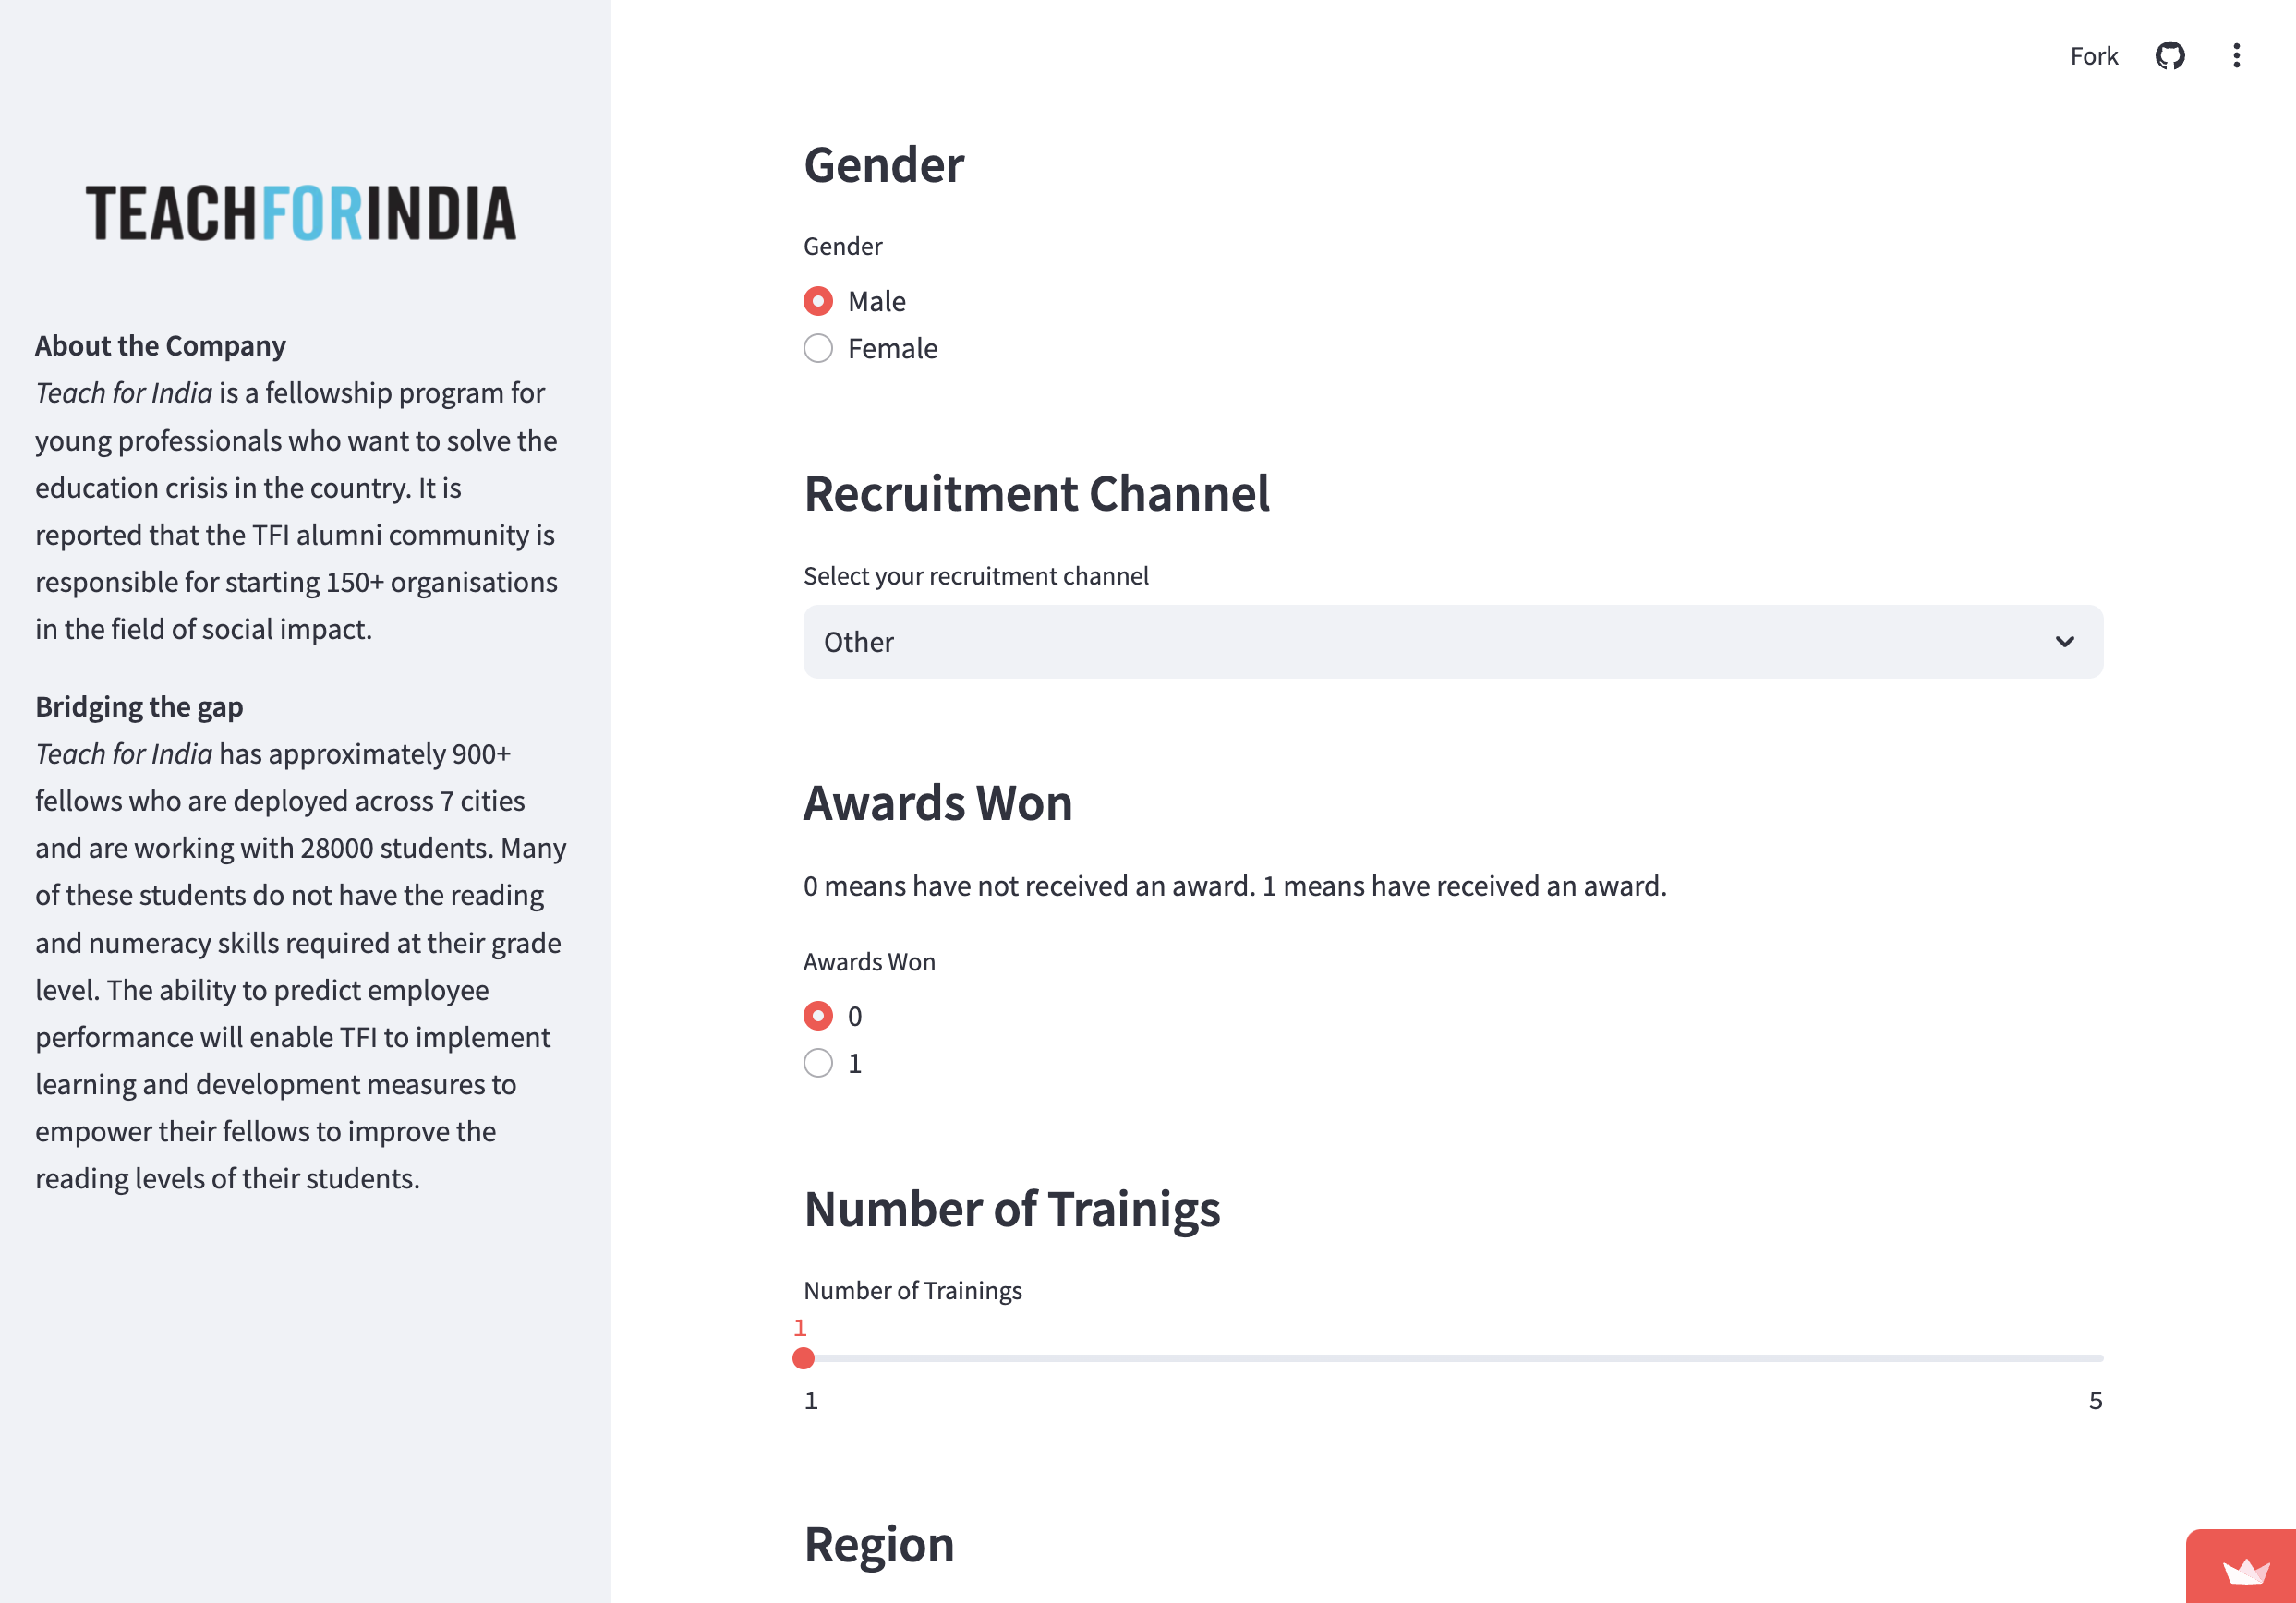 TEACHFORINDIA
About the Company
Teach for India is a fellowship program for
young professionals who want to solve the
education crisis in the country. It is
reported that the TFI alumni community is
responsible for starting 150+ organisations
in the field of social impact.
Bridging the gap
Teach for India has approximately 900+
fellows who are deployed across 7 cities
and are working with 28000 students. Many
of these students do not have the reading
and numeracy skills required at their grade
level. The ability to predict employee
performance will enable TFI to implement
learning and development measures to
empower their fellows to improve the
reading levels of their students.
Fork
Gender
Gender
Male
Female
Recruitment Channel
Select your recruitment channel
Other
Awards Won
0 means have not received an award. 1 means have received an award.
Awards Won
0
1
Number of Trainigs
Number of Trainings
1
1 5
Region